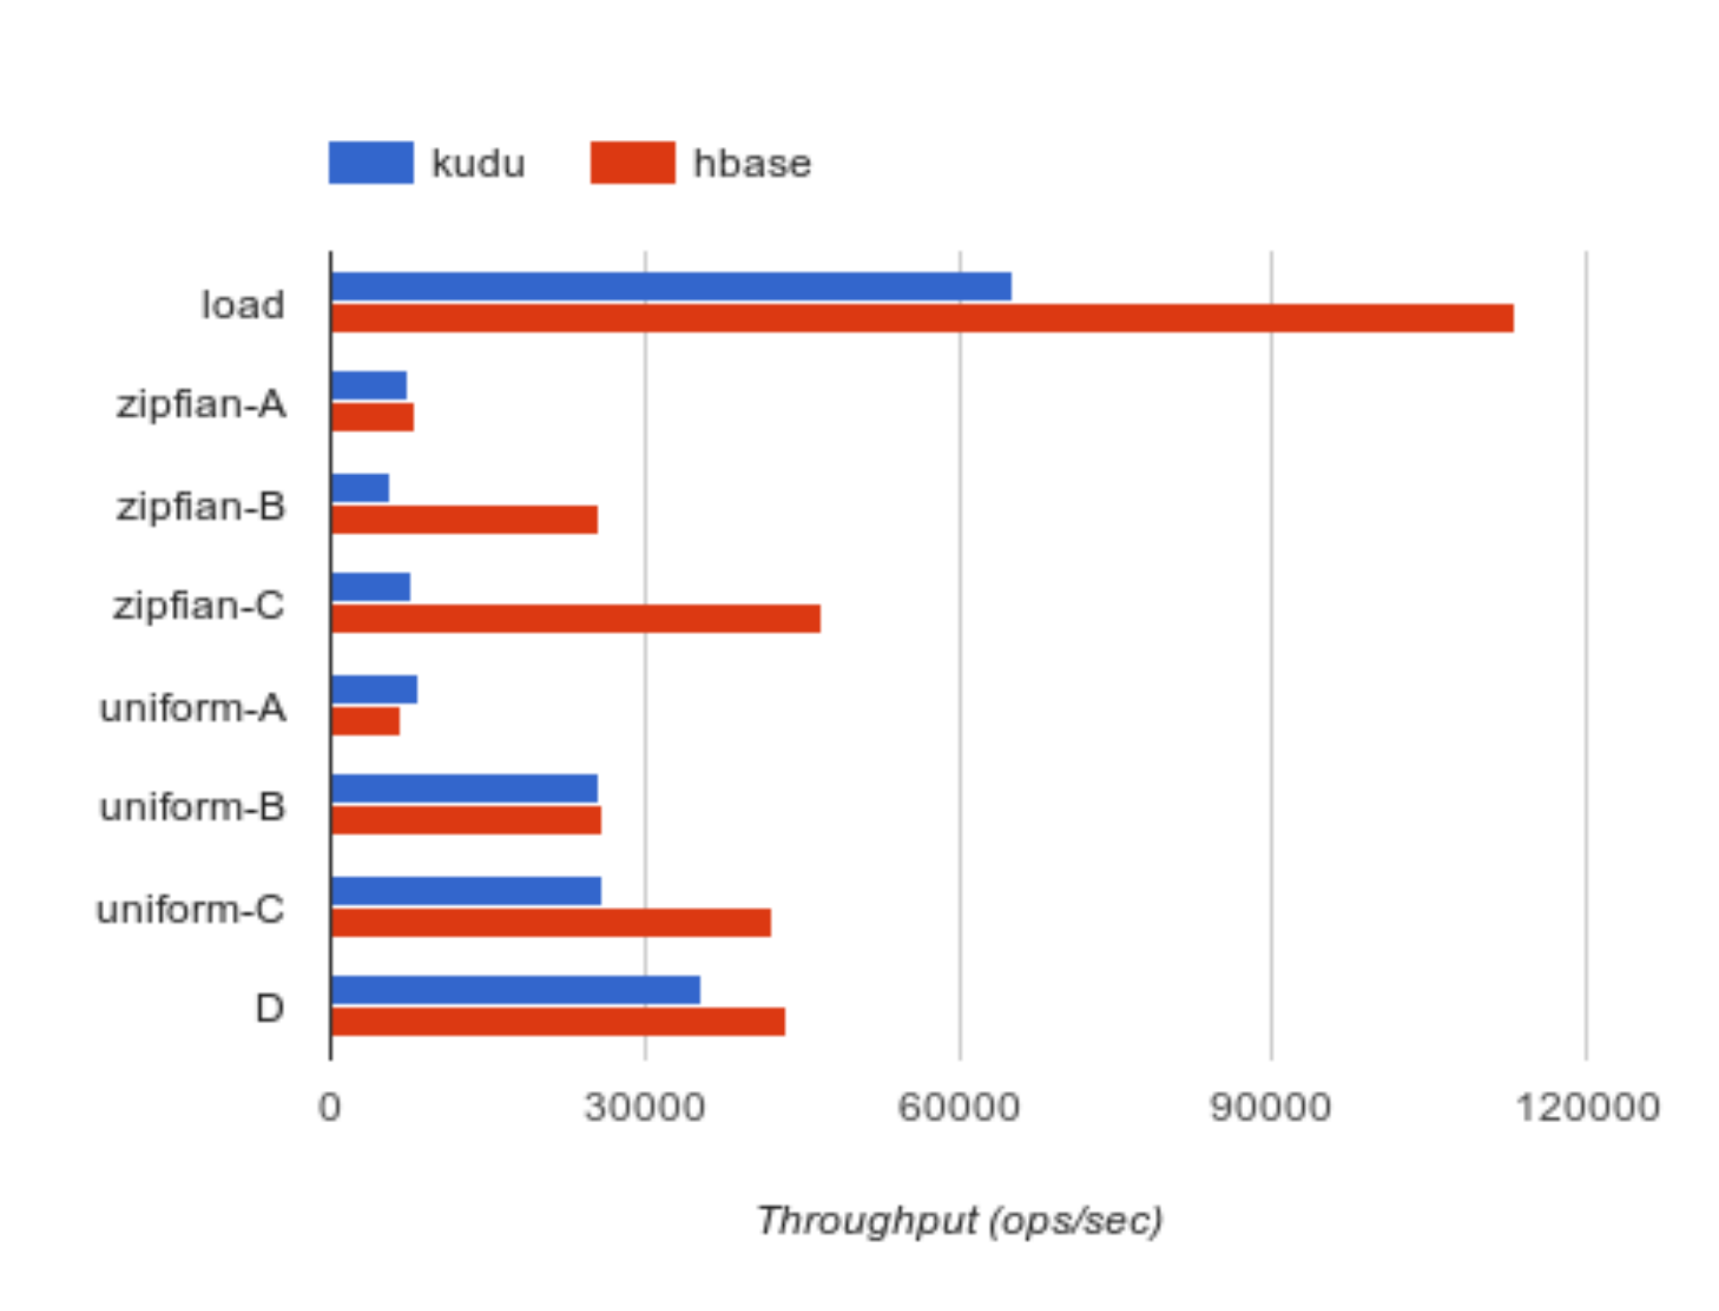 kudu hbase
load
zipfian-A
zipfian-B
zipfian-C
uniform-A
uniform-B
uniform-C
D
0 30000 60000 90000 120000
Throughput (ops/sec)